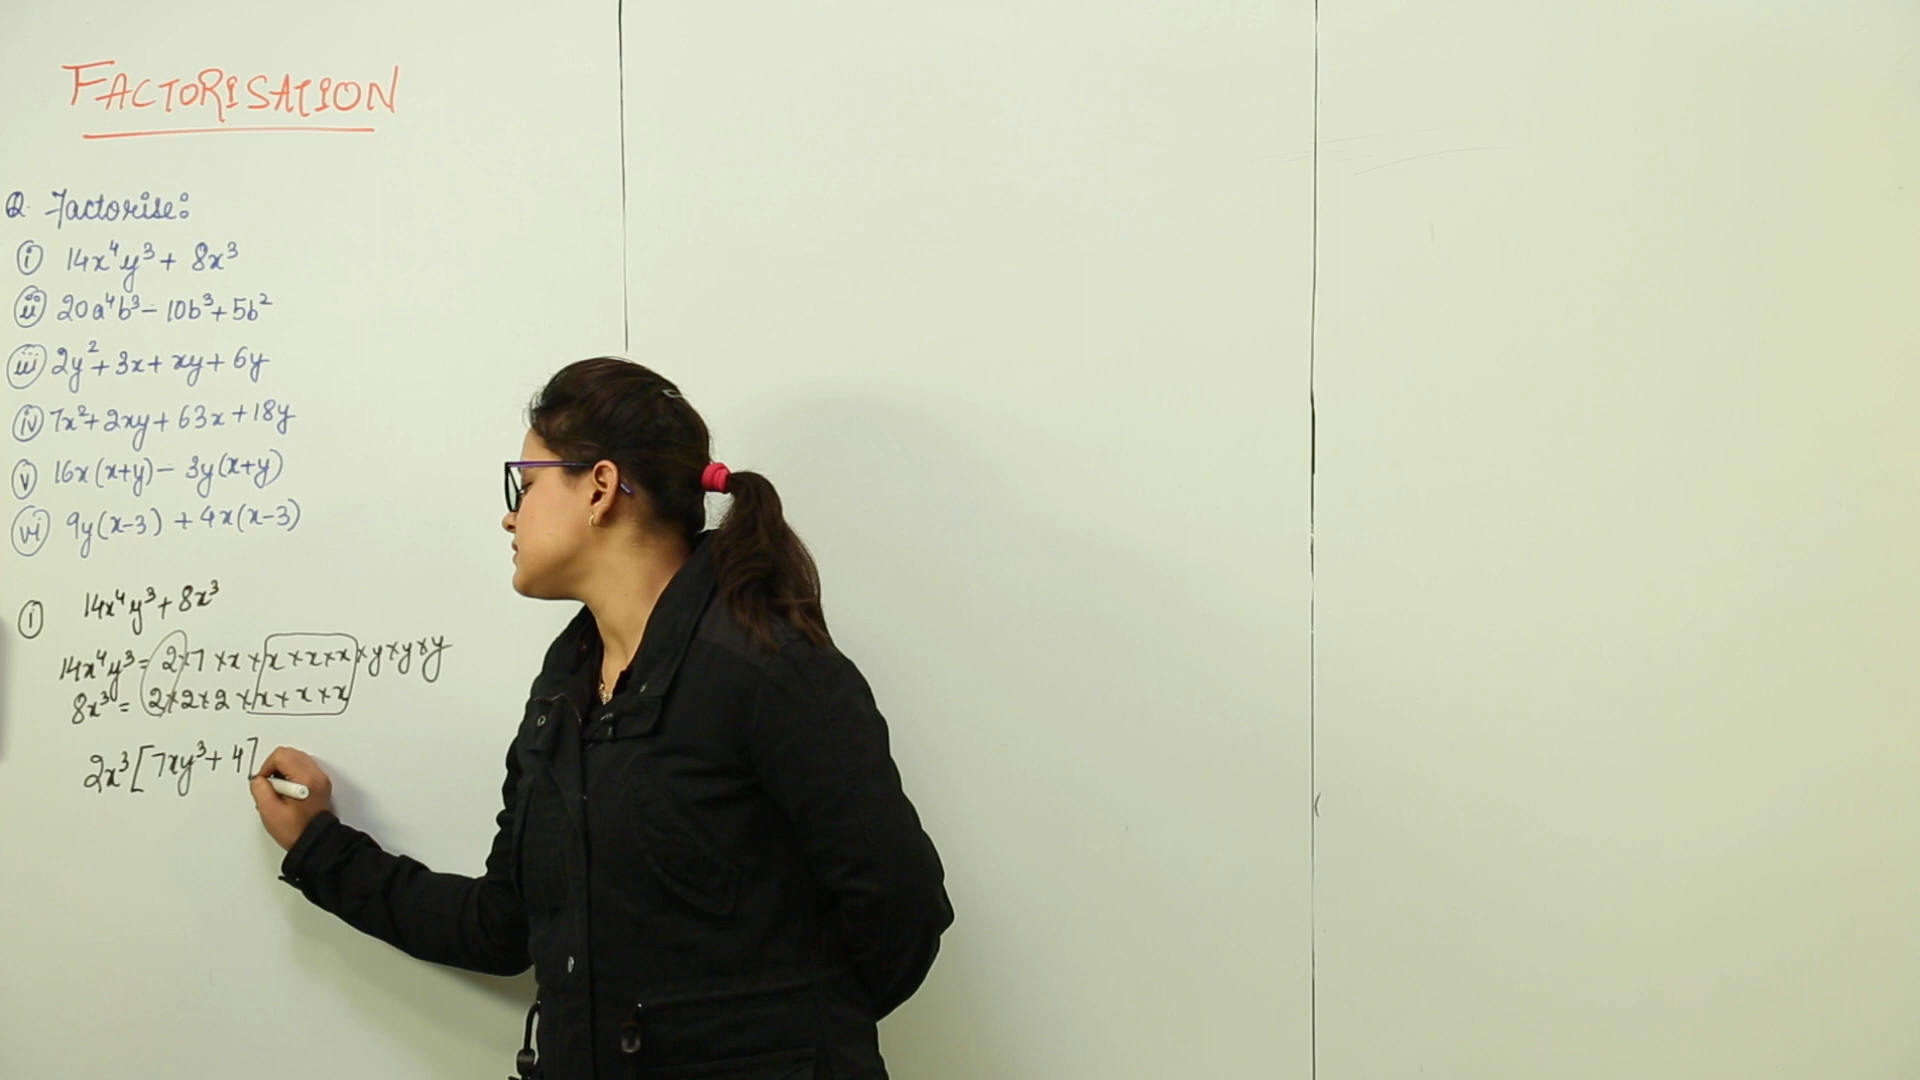 FACTORISATION
Q. Factorise:
(i) 14x⁴y³ + 8x³
(ii) 20a⁴b³ - 10b³ + 5b²
(iii) 2y² + 3x + xy + 6y
(iv) 7x² + 2xy + 63x + 18y
(v) 16x(x+y) - 3y(x+y)
(vi) 9y(x-3) + 4x(x-3)
(i) 14x⁴y³ + 8x³
14x⁴y³ = 2×7×x×x×x×x×y×y×y
8x³ = 2×2×2×x×x×x
2x³[7xy³ + 4]